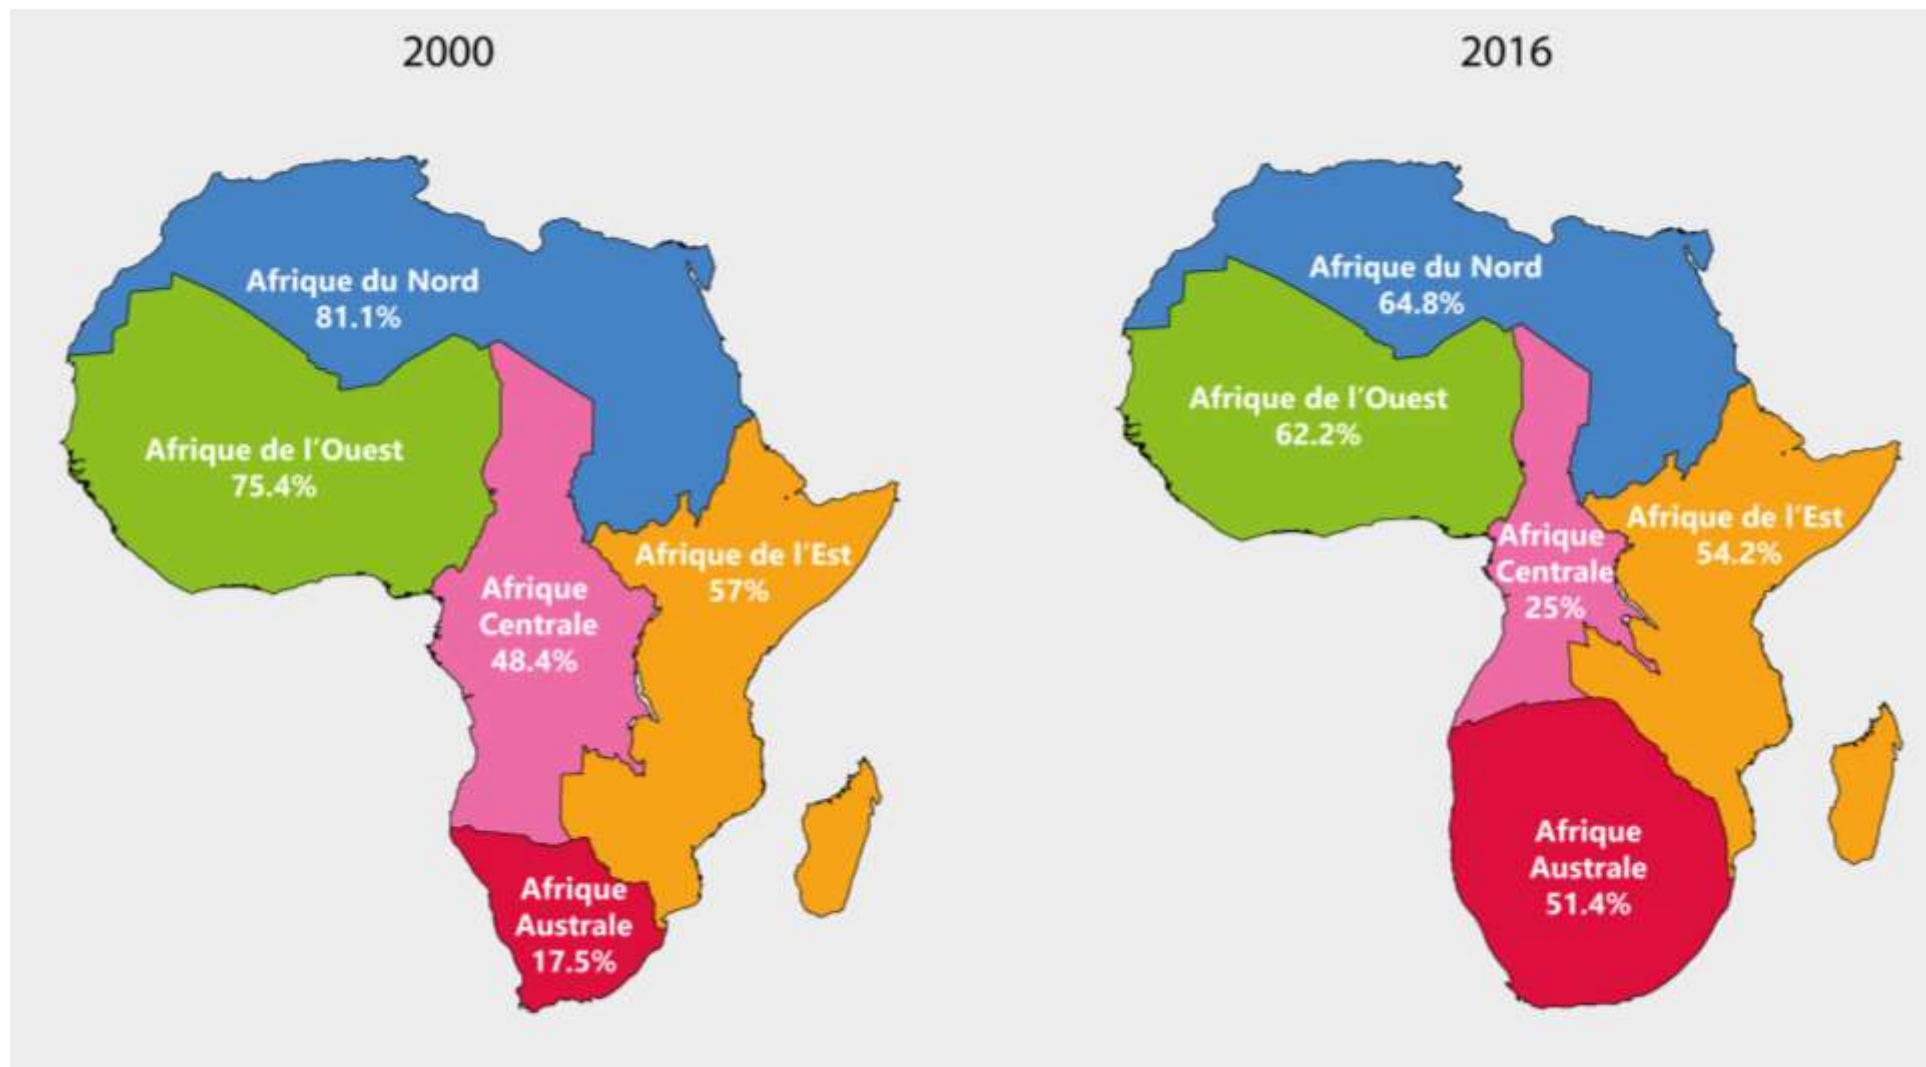 2000
Afrique du Nord
81.1%
Afrique de l'Ouest
75.4%
Afrique de l'Est
57%
Afrique
Centrale
48.4%
Afrique
Australe
17.5%
2016
Afrique du Nord
64.8%
Afrique de l'Ouest
62.2%
Afrique de l'Est
54.2%
Afrique
Centrale
25%
Afrique
Australe
51.4%